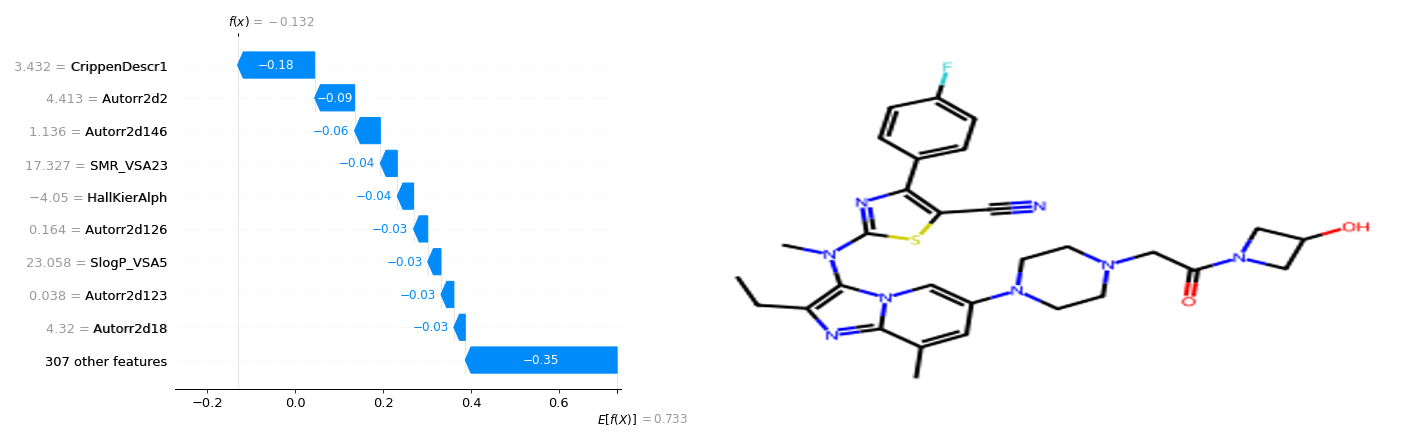 f(x) = −0.132
3.432 = CrippenDescr1
−0.18
4.413 = Autorr2d2
−0.09
1.136 = Autorr2d146
−0.06
17.327 = SMR_VSA23
−0.04
−4.05 = HallKierAlph
−0.04
0.164 = Autorr2d126
−0.03
23.058 = SlogP_VSA5
−0.03
0.038 = Autorr2d123
−0.03
4.32 = Autorr2d18
−0.03
307 other features
−0.35
−0.2 0.0 0.2 0.4 0.6
E[f(X)] = 0.733
F
N
N
S
N
N
N
N
N
O
N
OH